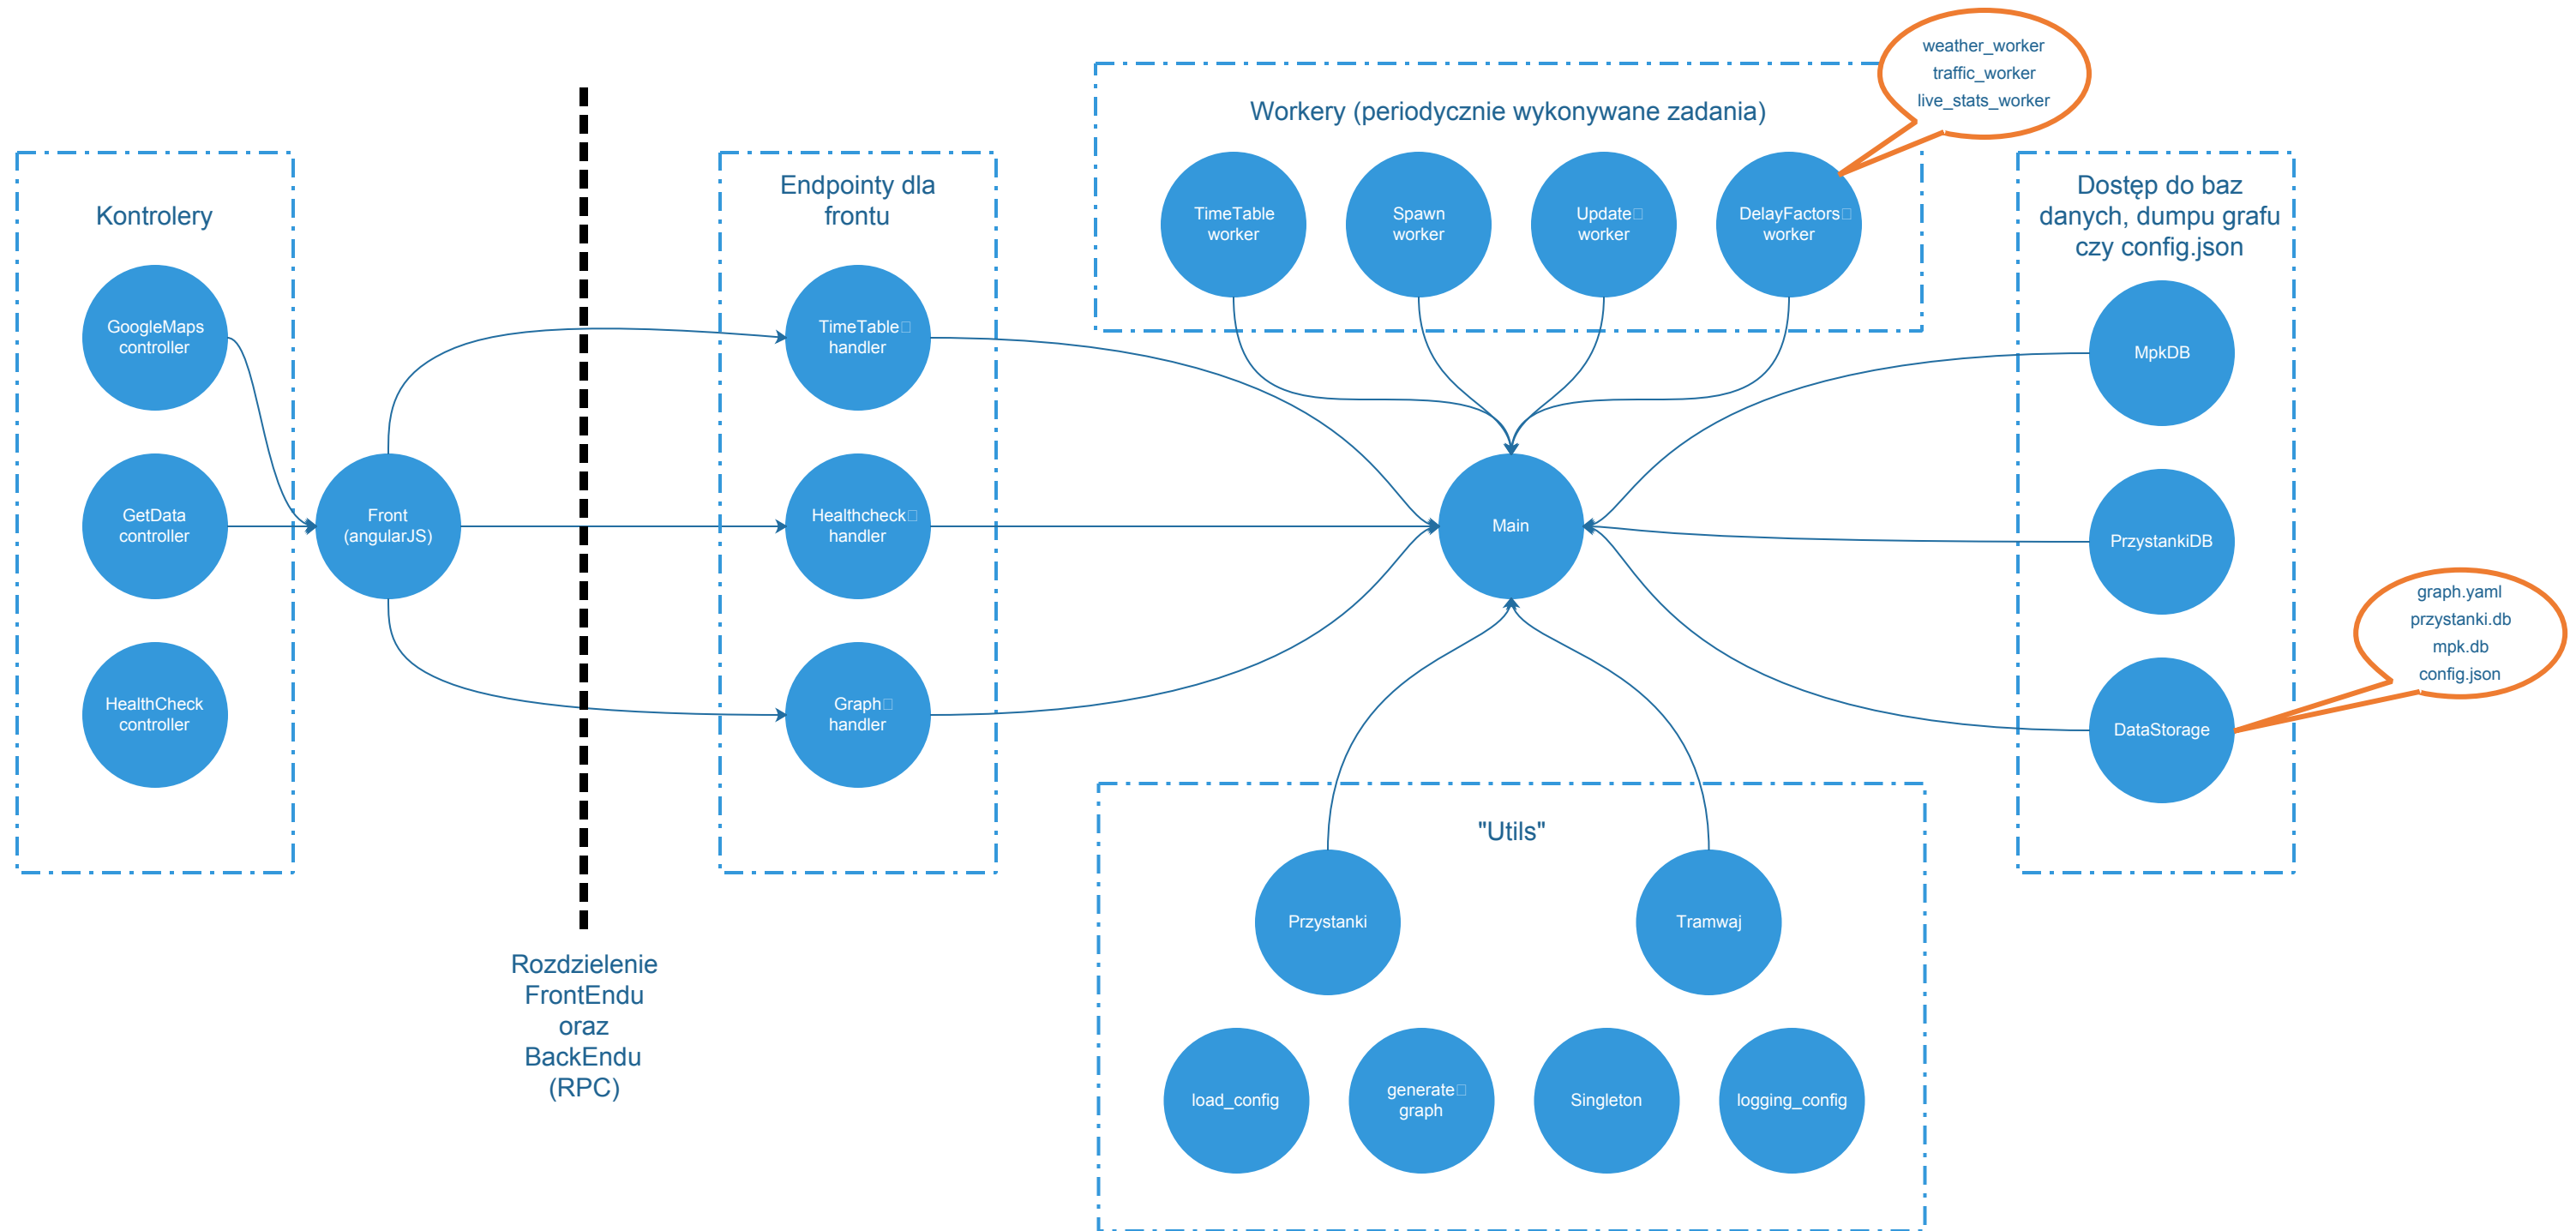 Kontrolery
GoogleMaps
controller
GetData
controller
HealthCheck
controller
Front
(angularJS)
Rozdzielenie
FrontEndu
oraz
BackEndu
(RPC)
Endpointy dla
frontu
TimeTable
handler
Healthcheck
handler
Graph
handler
Workery (periodycznie wykonywane zadania)
TimeTable
worker
Spawn
worker
Update
worker
DelayFactors
worker
weather_worker
traffic_worker
live_stats_worker
Main
Dostęp do baz
danych, dumpu grafu
czy config.json
MpkDB
PrzystankiDB
DataStorage
graph.yaml
przystanki.db
mpk.db
config.json
"Utils"
Przystanki
Tramwaj
load_config
generate
graph
Singleton
logging_config